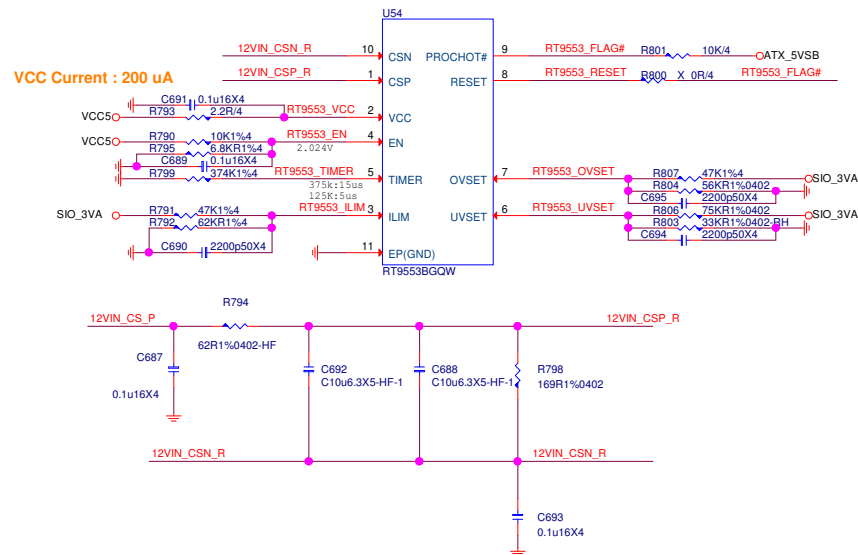 U54
12VIN_CSN_R 10 CSN PROCHOT# 9 RT9553_FLAG# R801 10K/4 ATX_5VSB
12VIN_CSP_R 1 CSP RESET 8 RT9553_RESET R800 X 0R/4 RT9553_FLAG#
VCC Current : 200 uA
C691 0.1u16X4
VCC5 R793 2.2R/4 RT9553_VCC 2 VCC
VCC5 R790 10K1%4 RT9553_EN 4 EN
R795 6.8KR1%4 2.024V
C689 0.1u16X4
R799 374K1%4 RT9553_TIMER 5 TIMER OVSET 7 RT9553_OVSET R807 47K1%4 SIO_3VA
375k:15us R804 56KR1%0402
125K:5us C695 2200p50X4
SIO_3VA R791 47K1%4 RT9553_ILIM 3 ILIM UVSET 6 RT9553_UVSET R806 75KR1%0402 SIO_3VA
R792 62KR1%4 R803 33KR1%0402-RH
C690 2200p50X4 C694 2200p50X4
11 EP(GND)
RT9553BGQW
R794
12VIN_CS_P 12VIN_CSP_R
62R1%0402-HF
C687 C692 C688 R798
C10u6.3X5-HF-1 C10u6.3X5-HF-1 169R1%0402
0.1u16X4
12VIN_CSN_R 12VIN_CSN_R
C693
0.1u16X4